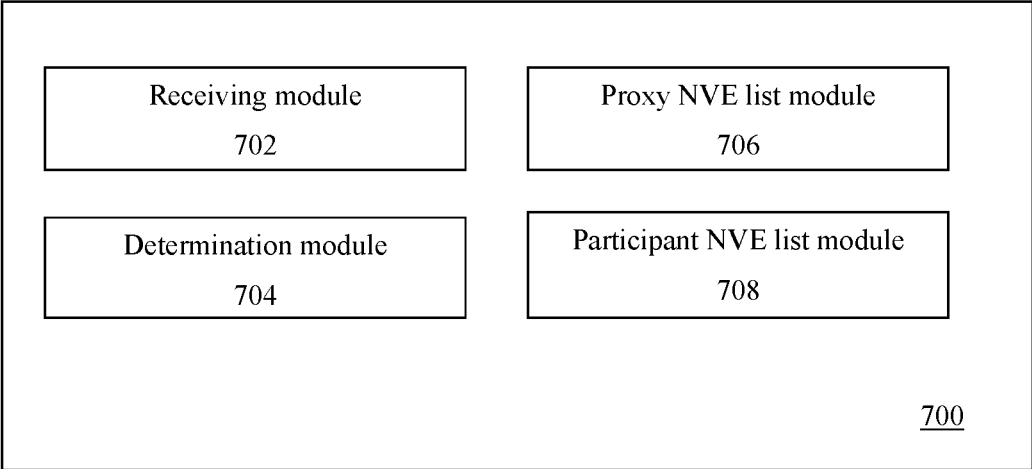 Receiving module
702
Proxy NVE list module
706
Determination module
704
Participant NVE list module
708
700